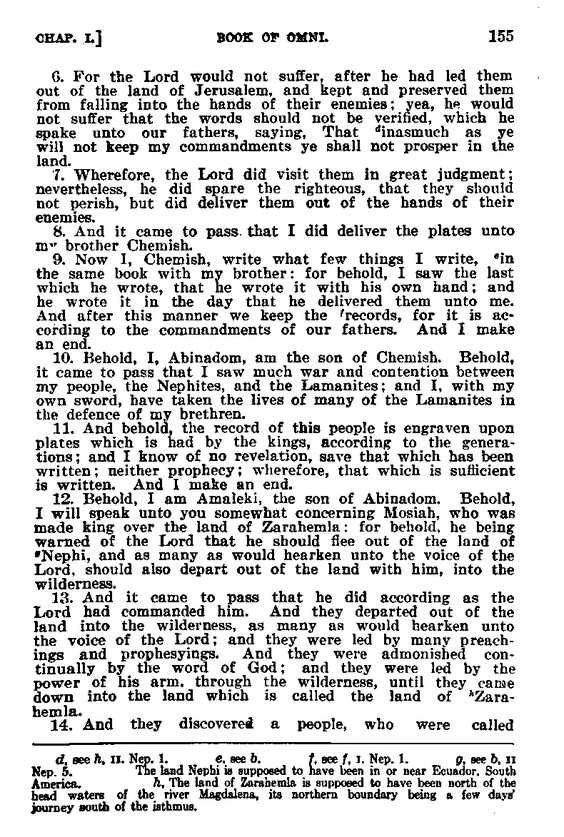 CHAP. I.] BOOK OF OMNI. 155
6. For the Lord would not suffer, after he had led them
out of the land of Jerusalem, and kept and preserved them
from falling into the hands of their enemies; yea, he would
not suffer that the words should not be verified, which he
spake unto our fathers, saying, That dinasmuch as ye
will not keep my commandments ye shall not prosper in the
land.
7. Wherefore, the Lord did visit them in great judgment;
nevertheless, he did spare the righteous, that they should
not perish, but did deliver them out of the hands of their
enemies.
8. And it came to pass that I did deliver the plates unto
my brother Chemish.
9. Now I, Chemish, write what few things I write, ein
the same book with my brother: for behold, I saw the last
which he wrote, that he wrote it with his own hand; and
he wrote it in the day that he delivered them unto me.
And after this manner we keep the frecords, for it is ac-
cording to the commandments of our fathers. And I make
an end.
10. Behold, I, Abinadom, am the son of Chemish. Behold,
it came to pass that I saw much war and contention between
my people, the Nephites, and the Lamanites; and I, with my
own sword, have taken the lives of many of the Lamanites in
the defence of my brethren.
11. And behold, the record of this people is engraven upon
plates which is had by the kings, according to the genera-
tions; and I know of no revelation, save that which has been
written; neither prophecy; wherefore, that which is sufficient
is written. And I make an end.
12. Behold, I am Amaleki, the son of Abinadom. Behold,
I will speak unto you somewhat concerning Mosiah, who was
made king over the land of Zarahemla: for behold, he being
warned of the Lord that he should flee out of the land of
gNephi, and as many as would hearken unto the voice of the
Lord, should also depart out of the land with him, into the
wilderness.
13. And it came to pass that he did according as the
Lord had commanded him. And they departed out of the
land into the wilderness, as many as would hearken unto
the voice of the Lord; and they were led by many preach-
ings and prophesyings. And they were admonished con-
tinually by the word of God; and they were led by the
power of his arm, through the wilderness, until they came
down into the land which is called the land of hZara-
hemla.
14. And they discovered a people, who were called
d, see h, II. Nep. 1. e, see b. f, see f, I. Nep. 1. g, see b, II
Nep. 5. The land Nephi is supposed to have been in or near Ecuador, South
America. h, The land of Zarahemla is supposed to have been north of the
head waters of the river Magdalena, its northern boundary being a few days'
journey south of the isthmus.